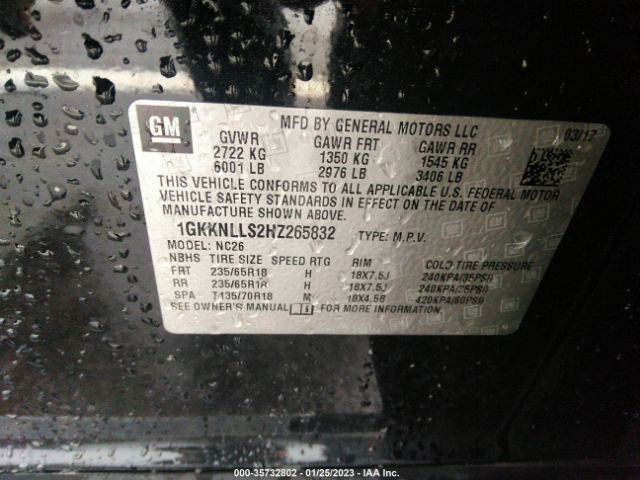 GM
MFD BY GENERAL MOTORS LLC
03/17
GVWR GAWR FRT GAWR RR
2722 KG 1350 KG 1545 KG
6001 LB 2976 LB 3406 LB
THIS VEHICLE CONFORMS TO ALL APPLICABLE U.S. FEDERAL MOTOR
VEHICLE SAFETY STANDARDS IN EFFECT ON THE DATE OF
MANUFACTURE SHOWN ABOVE.
1GKKNLLS2HZ265832 TYPE: M.P.V.
MODEL: NC26
NBHS TIRE SIZE SPEED RTG RIM COLD TIRE PRESSURE
FRT 235/65R18 H 18X7.5J 240KPA(35PSI)
RR 235/65R18 H 18X7.5J 240KPA(35PSI)
SPA T135/70R18 M 18X4.5B 420KPA(60PSI)
SEE OWNER'S MANUAL FOR MORE INFORMATION.
000-35732802 - 01/25/2023 - IAA Inc.